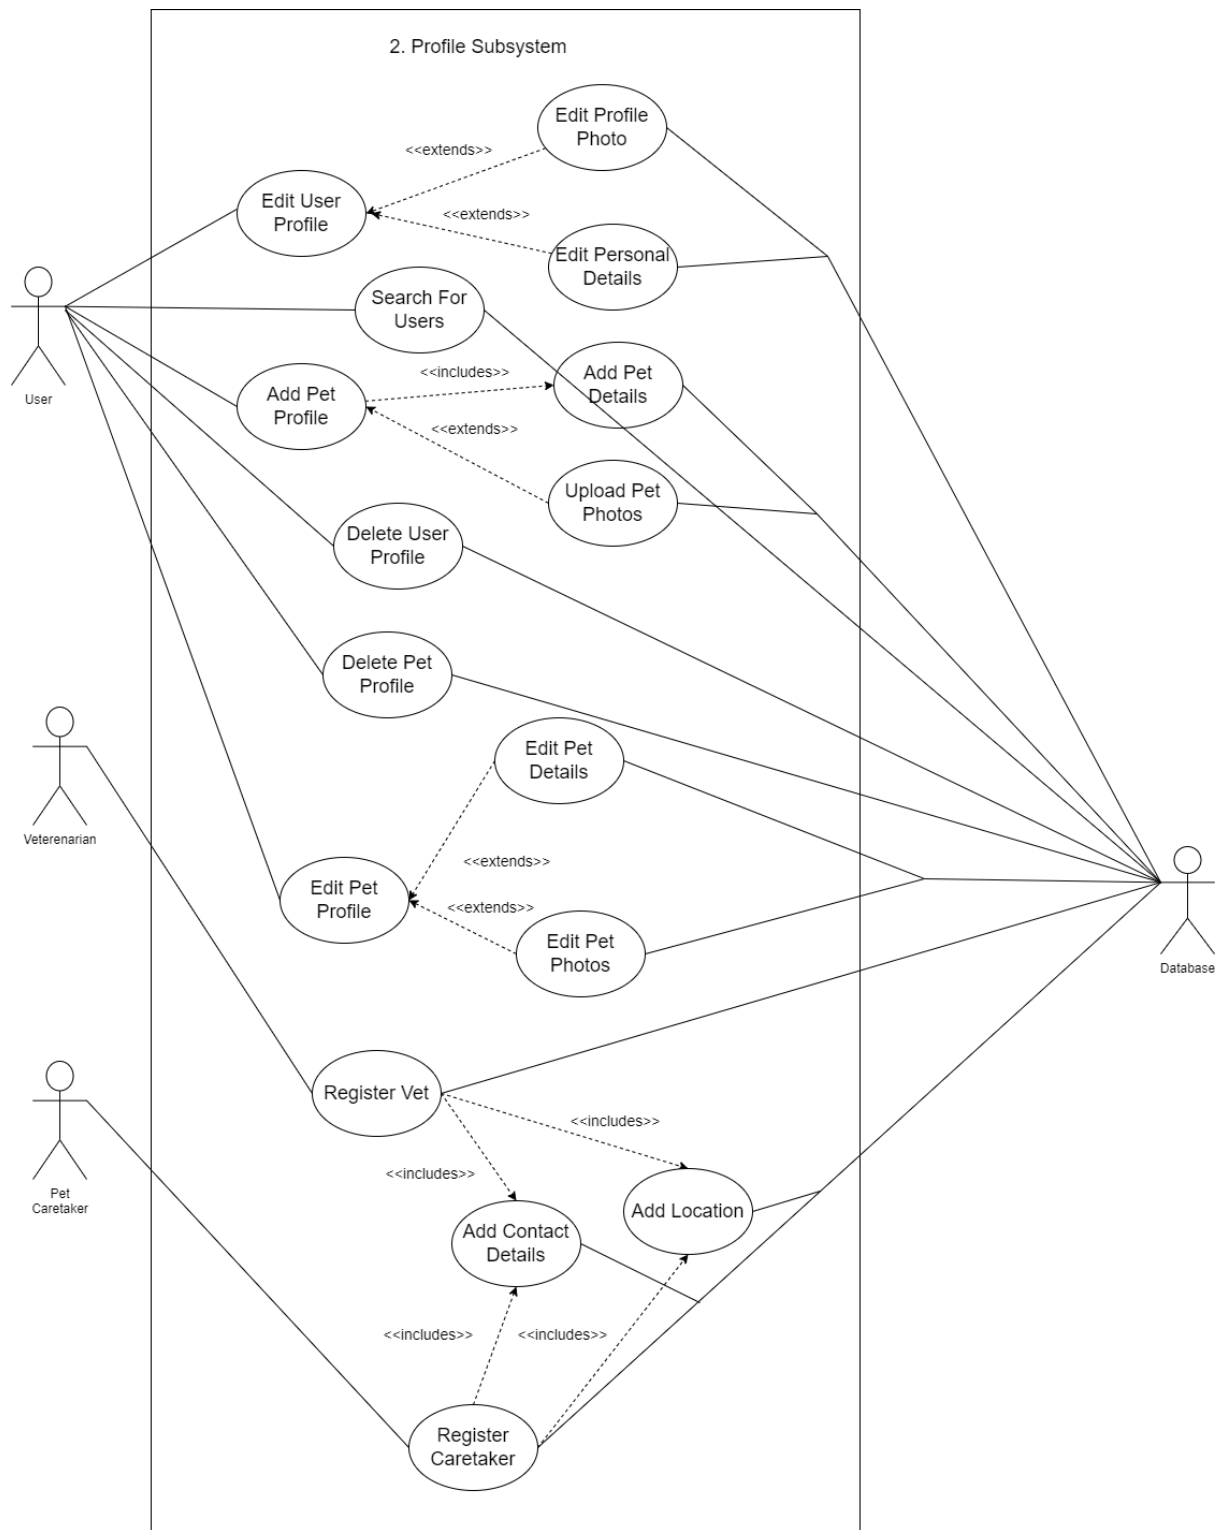 2. Profile Subsystem
Edit Profile
Photo
<<extends>>
Edit User
Profile
<<extends>>
Edit Personal
Details
Search For
Users
User
<<includes>>
Add Pet
Details
Add Pet
Profile
<<extends>>
Upload Pet
Photos
Delete User
Profile
Delete Pet
Profile
Edit Pet
Details
Veterenarian
<<extends>>
Edit Pet
Profile
<<extends>>
Edit Pet
Photos
Database
Register Vet
<<includes>>
<<includes>>
Pet
Caretaker
Add Location
Add Contact
Details
<<includes>>
<<includes>>
Register
Caretaker